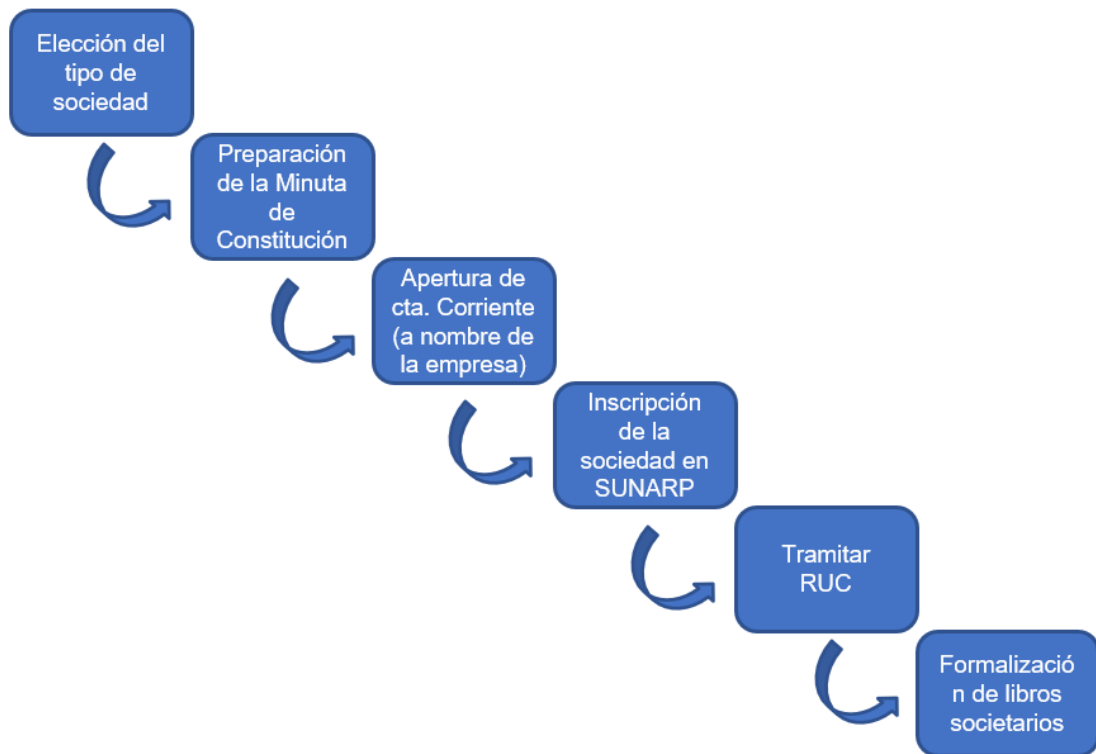 Elección del
tipo de
sociedad
Preparación
de la Minuta
de
Constitución
Apertura de
cta. Corriente
(a nombre de
la empresa)
Inscripción
de la
sociedad en
SUNARP
Tramitar
RUC
Formalizació
n de libros
societarios